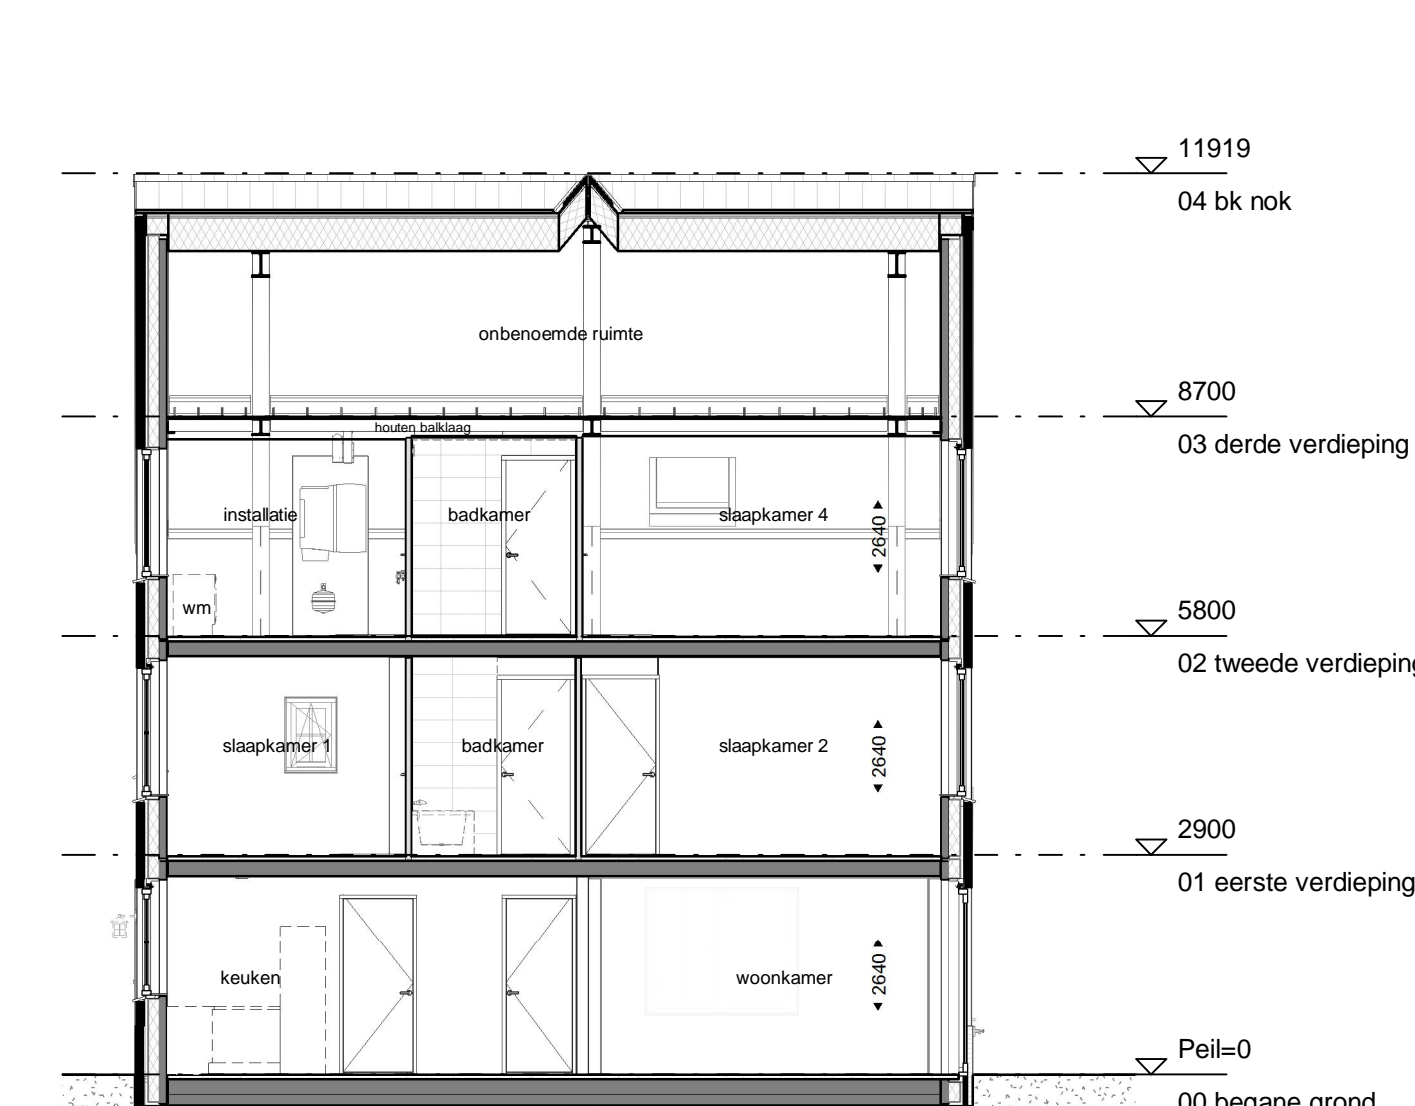 11919
04 bk nok
onbenoemde ruimte
8700
houten balklaag
03 derde verdieping
installatie
badkamer
slaapkamer 4
2640
wm
5800
02 tweede verdieping
slaapkamer 1
badkamer
slaapkamer 2
2640
2900
01 eerste verdieping
keuken
woonkamer
2640
Peil=0
00 begane grond